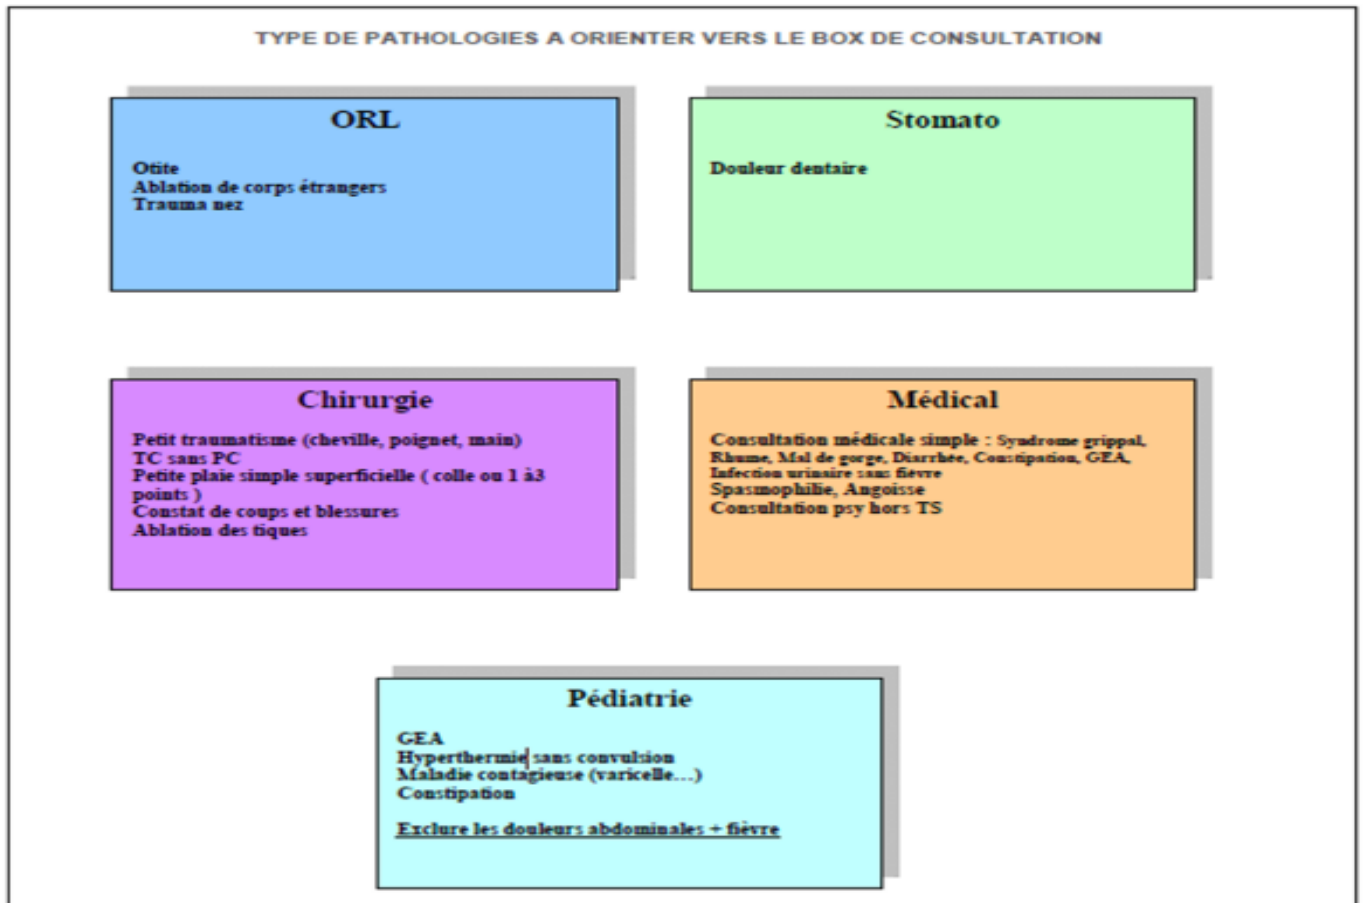 TYPE DE PATHOLOGIES A ORIENTER VERS LE BOX DE CONSULTATION
ORL
Otite
Ablation de corps étrangers
Trauma nez
Stomato
Douleur dentaire
Chirurgie
Petit traumatisme (cheville, poignet, main)
TC sans PC
Petite plaie simple superficielle ( colle ou 1 à3
points )
Constat de coups et blessures
Ablation des tiques
Médical
Consultation médicale simple : Syndrome grippal,
Rhume, Mal de gorge, Diarrhée, Constipation, GEA,
Infection urinaire sans fièvre
Spasmophilie, Angoisse
Consultation psy hors TS
Pédiatrie
GEA
Hyperthermie sans convulsion
Maladie contagieuse (varicelle...)
Constipation
Exclure les douleurs abdominales + fièvre